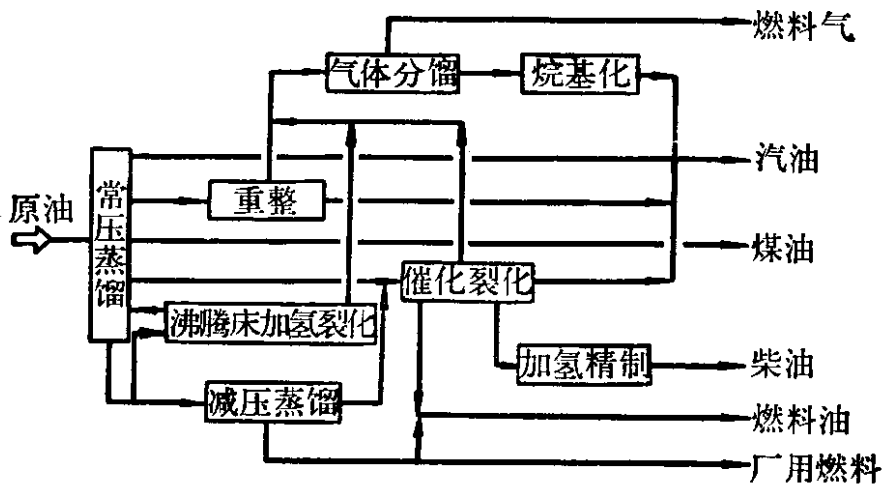 燃料气
气体分馏
烷基化
汽油
常压蒸馏
重整
原油
煤油
催化裂化
沸腾床加氢裂化
加氢精制
柴油
减压蒸馏
燃料油
厂用燃料